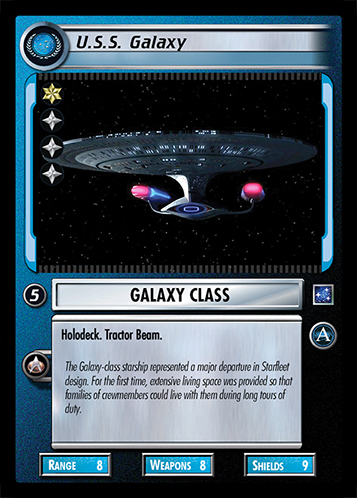 U.S.S. Galaxy
5
GALAXY CLASS
Holodeck. Tractor Beam.
A
The Galaxy-class starship represented a major departure in Starfleet
design. For the first time, extensive living space was provided so that
families of crewmembers could live with them during long tours of
duty.
RANGE 8 WEAPONS 8 SHIELDS 9